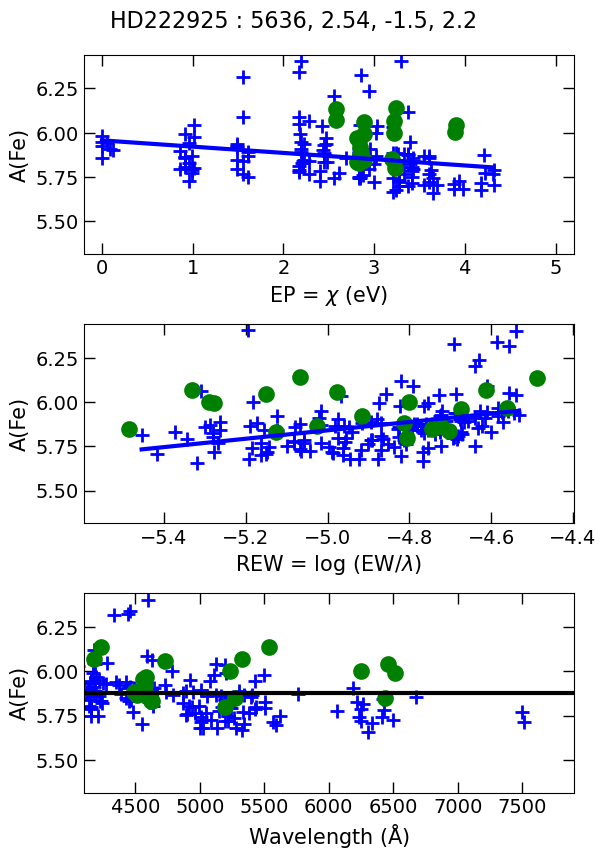 HD222925 : 5636, 2.54, -1.5, 2.2
6.25
6.00
5.75
5.50
A(Fe)
0 1 2 3 4 5
EP = χ (eV)
6.25
6.00
5.75
5.50
A(Fe)
−5.4 −5.2 −5.0 −4.8 −4.6 −4.4
REW = log (EW/λ)
6.25
6.00
5.75
5.50
A(Fe)
4500 5000 5500 6000 6500 7000 7500
Wavelength (Å)